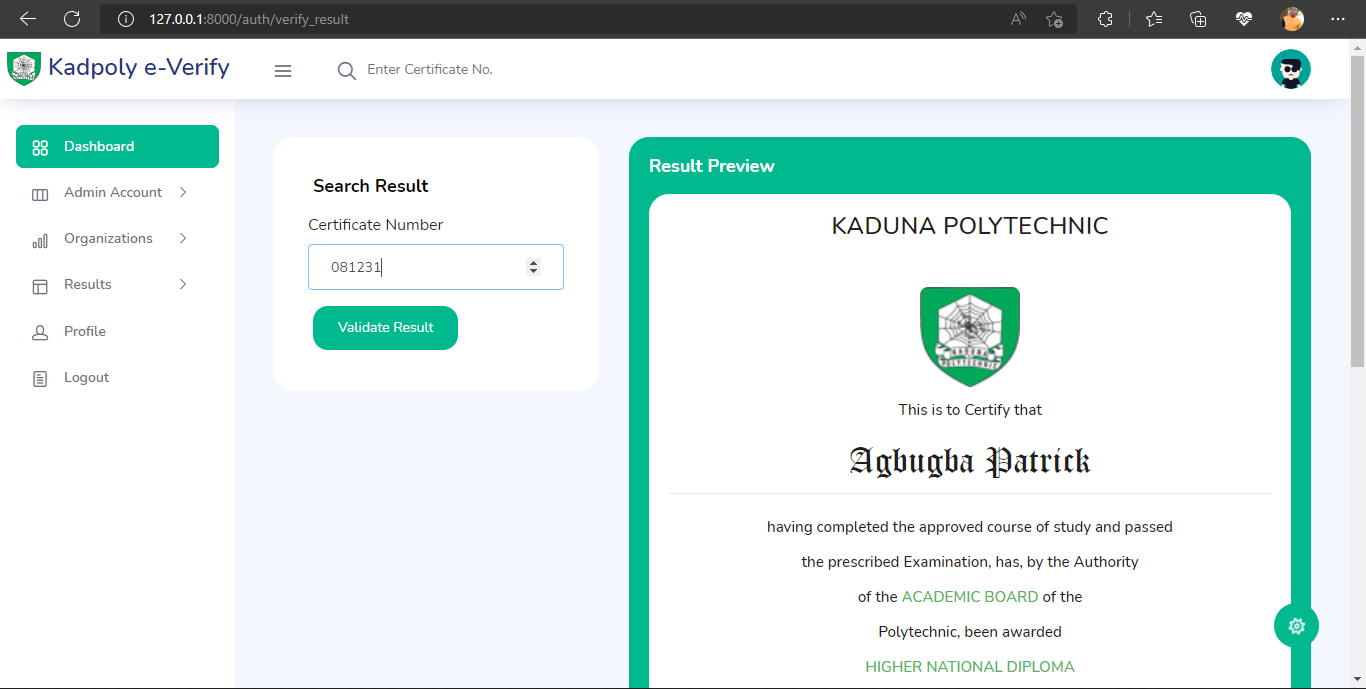 127.0.0.1:8000/auth/verify_result
Kadpoly e-Verify
Enter Certificate No.
Dashboard
Admin Account
Organizations
Results
Profile
Logout
Search Result
Certificate Number
081231
Validate Result
Result Preview
KADUNA POLYTECHNIC
KADUNA
POLYTECHNIC
This is to Certify that
Agbugba Patrick
having completed the approved course of study and passed
the prescribed Examination, has, by the Authority
of the ACADEMIC BOARD of the
Polytechnic, been awarded
HIGHER NATIONAL DIPLOMA